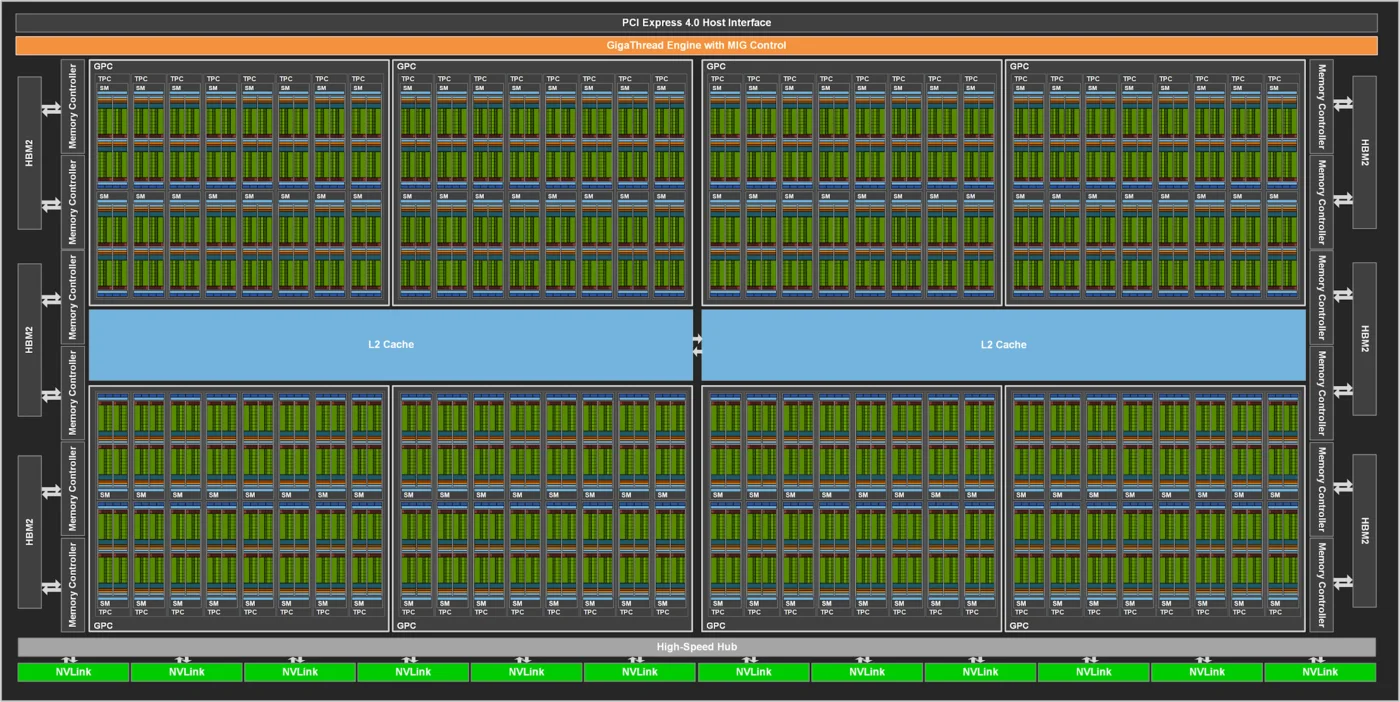 PCI Express 4.0 Host Interface
GigaThread Engine with MIG Control
GPC GPC GPC GPC
TPC TPC TPC TPC TPC TPC TPC TPC TPC TPC TPC TPC TPC TPC TPC TPC TPC TPC TPC TPC TPC TPC TPC TPC TPC TPC TPC TPC TPC TPC TPC TPC
SM SM SM SM SM SM SM SM SM SM SM SM SM SM SM SM SM SM SM SM SM SM SM SM SM SM SM SM SM SM SM SM
SM SM SM SM SM SM SM SM SM SM SM SM SM SM SM SM SM SM SM SM SM SM SM SM SM SM SM SM SM SM SM SM
HBM2
HBM2
HBM2
Memory Controller
Memory Controller
Memory Controller
Memory Controller
Memory Controller
Memory Controller
L2 Cache L2 Cache
Memory Controller
Memory Controller
Memory Controller
Memory Controller
Memory Controller
Memory Controller
HBM2
HBM2
HBM2
SM SM SM SM SM SM SM SM SM SM SM SM SM SM SM SM SM SM SM SM SM SM SM SM SM SM SM SM SM SM SM SM
SM SM SM SM SM SM SM SM SM SM SM SM SM SM SM SM SM SM SM SM SM SM SM SM SM SM SM SM SM SM SM SM
TPC TPC TPC TPC TPC TPC TPC TPC TPC TPC TPC TPC TPC TPC TPC TPC TPC TPC TPC TPC TPC TPC TPC TPC TPC TPC TPC TPC TPC TPC TPC TPC
GPC GPC GPC GPC
High-Speed Hub
NVLink NVLink NVLink NVLink NVLink NVLink NVLink NVLink NVLink NVLink NVLink NVLink